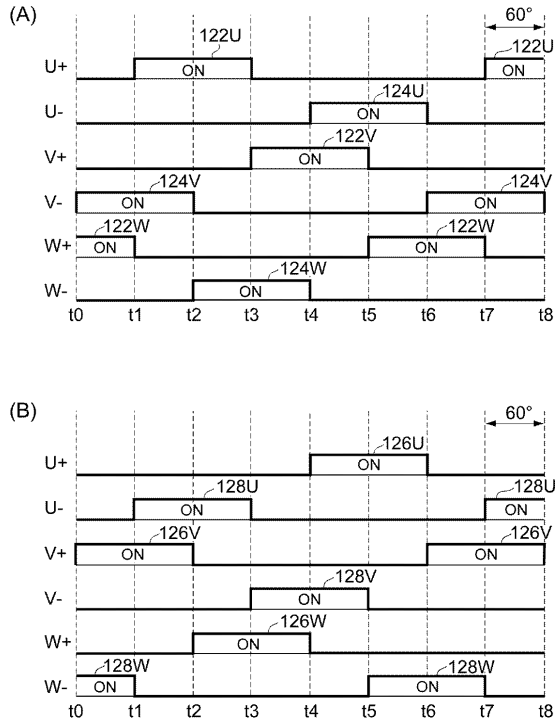 (A)
60°
122U
122U
U+
ON
ON
124U
U-
ON
122V
V+
ON
124V
124V
V-
ON
ON
122W
122W
W+
ON
ON
124W
W-
ON
t0 t1 t2 t3 t4 t5 t6 t7 t8
(B)
60°
126U
U+
ON
128U
128U
U-
ON
ON
126V
126V
V+
ON
ON
128V
V-
ON
126W
W+
ON
128W
128W
W-
ON
ON
t0 t1 t2 t3 t4 t5 t6 t7 t8